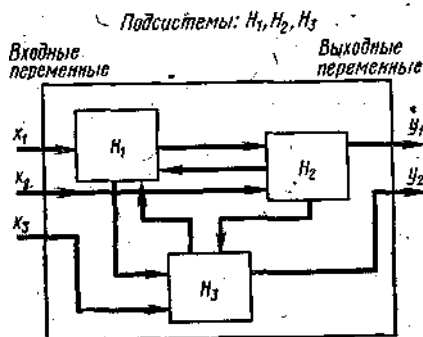 Подсистемы: H₁, H₂, H₃
Входные переменные
Выходные переменные
x₁
H₁
H₂
y₁
x₂
y₂
x₃
H₃